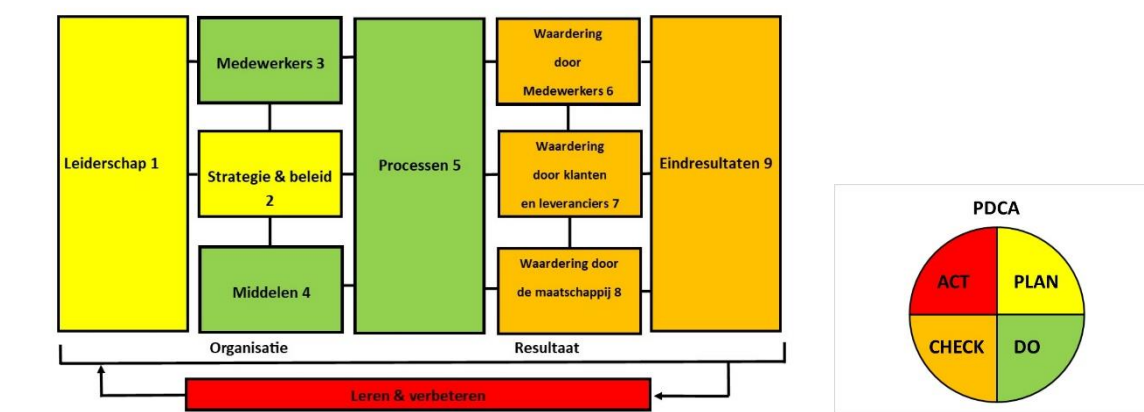 Leiderschap 1
Medewerkers 3
Strategie & beleid
2
Middelen 4
Processen 5
Waardering
door
Medewerkers 6
Waardering
door klanten
en leveranciers 7
Waardering door
de maatschappij 8
Eindresultaten 9
Organisatie
Resultaat
Leren & verbeteren
PDCA
ACT
PLAN
CHECK
DO